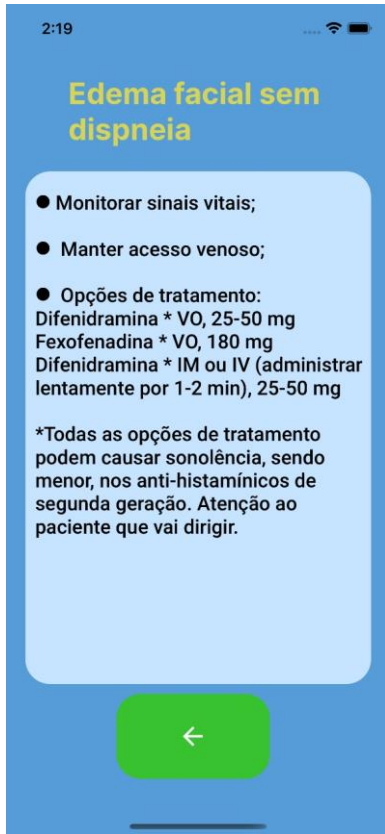 2:19
Edema facial sem
dispneia
● Monitorar sinais vitais;
● Manter acesso venoso;
● Opções de tratamento:
Difenidramina * VO, 25-50 mg
Fexofenadina * VO, 180 mg
Difenidramina * IM ou IV (administrar
lentamente por 1-2 min), 25-50 mg
*Todas as opções de tratamento
podem causar sonolência, sendo
menor, nos anti-histamínicos de
segunda geração. Atenção ao
paciente que vai dirigir.